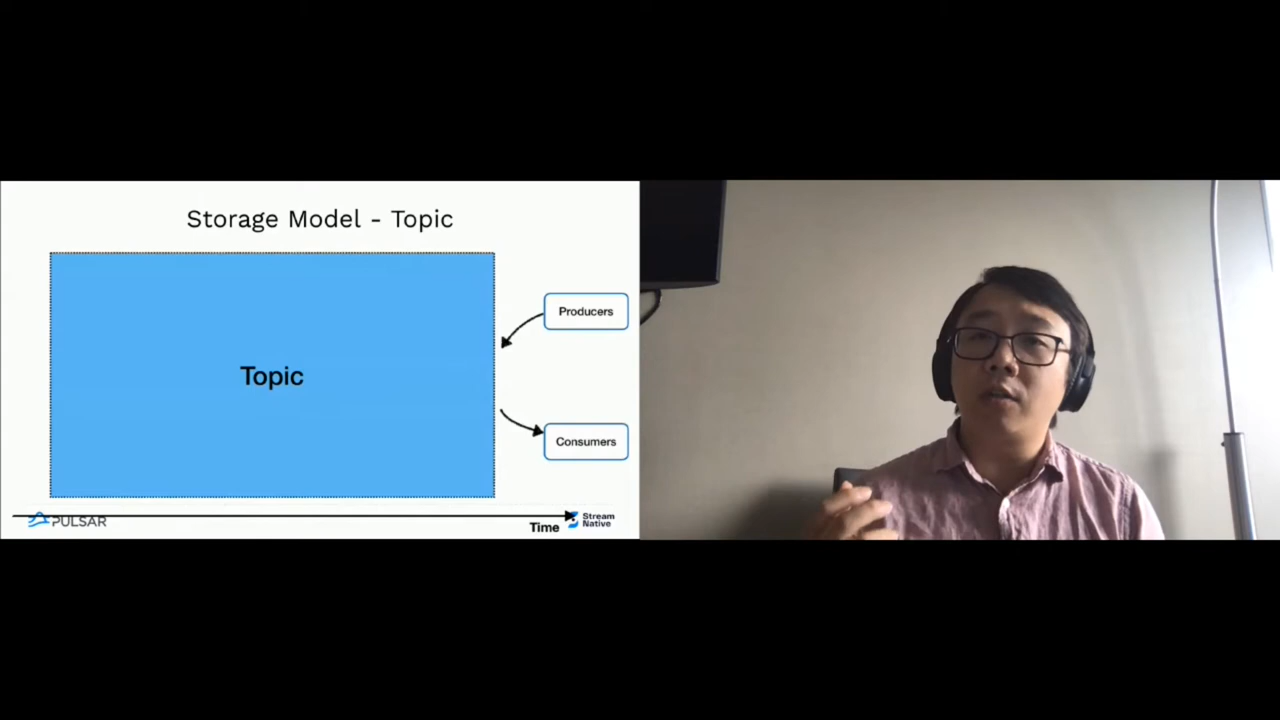 Storage Model - Topic
Producers
Topic
Consumers
PULSAR
Time
Stream
Native